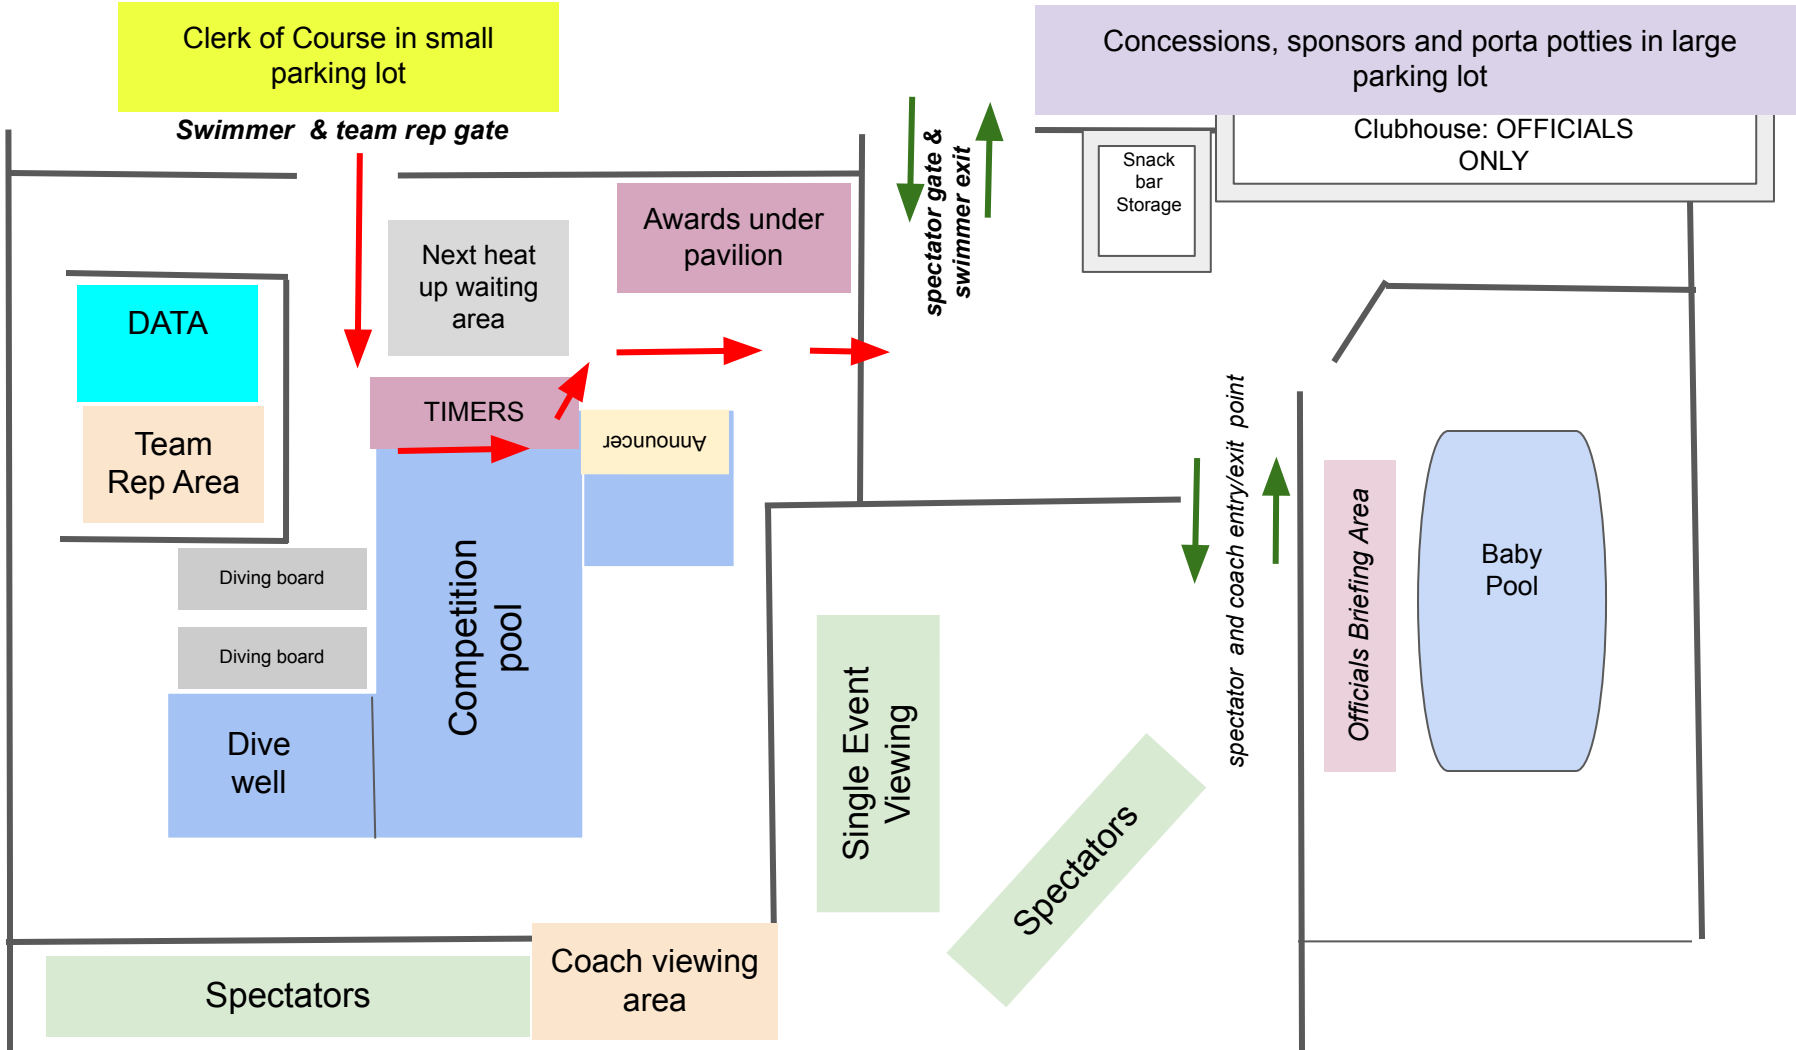 Clerk of Course in small
parking lot
Concessions, sponsors and porta potties in large
parking lot
Swimmer & team rep gate
Clubhouse: OFFICIALS
ONLY
Snack
bar
Storage
spectator gate &
swimmer exit
Awards under
pavilion
Next heat
up waiting
area
DATA
TIMERS
Announcer
Team
Rep Area
Diving board
Diving board
Competition
pool
Dive
well
Single Event
Viewing
Spectators
spectator and coach entry/exit point
Officials Briefing Area
Baby
Pool
Coach viewing
area
Spectators